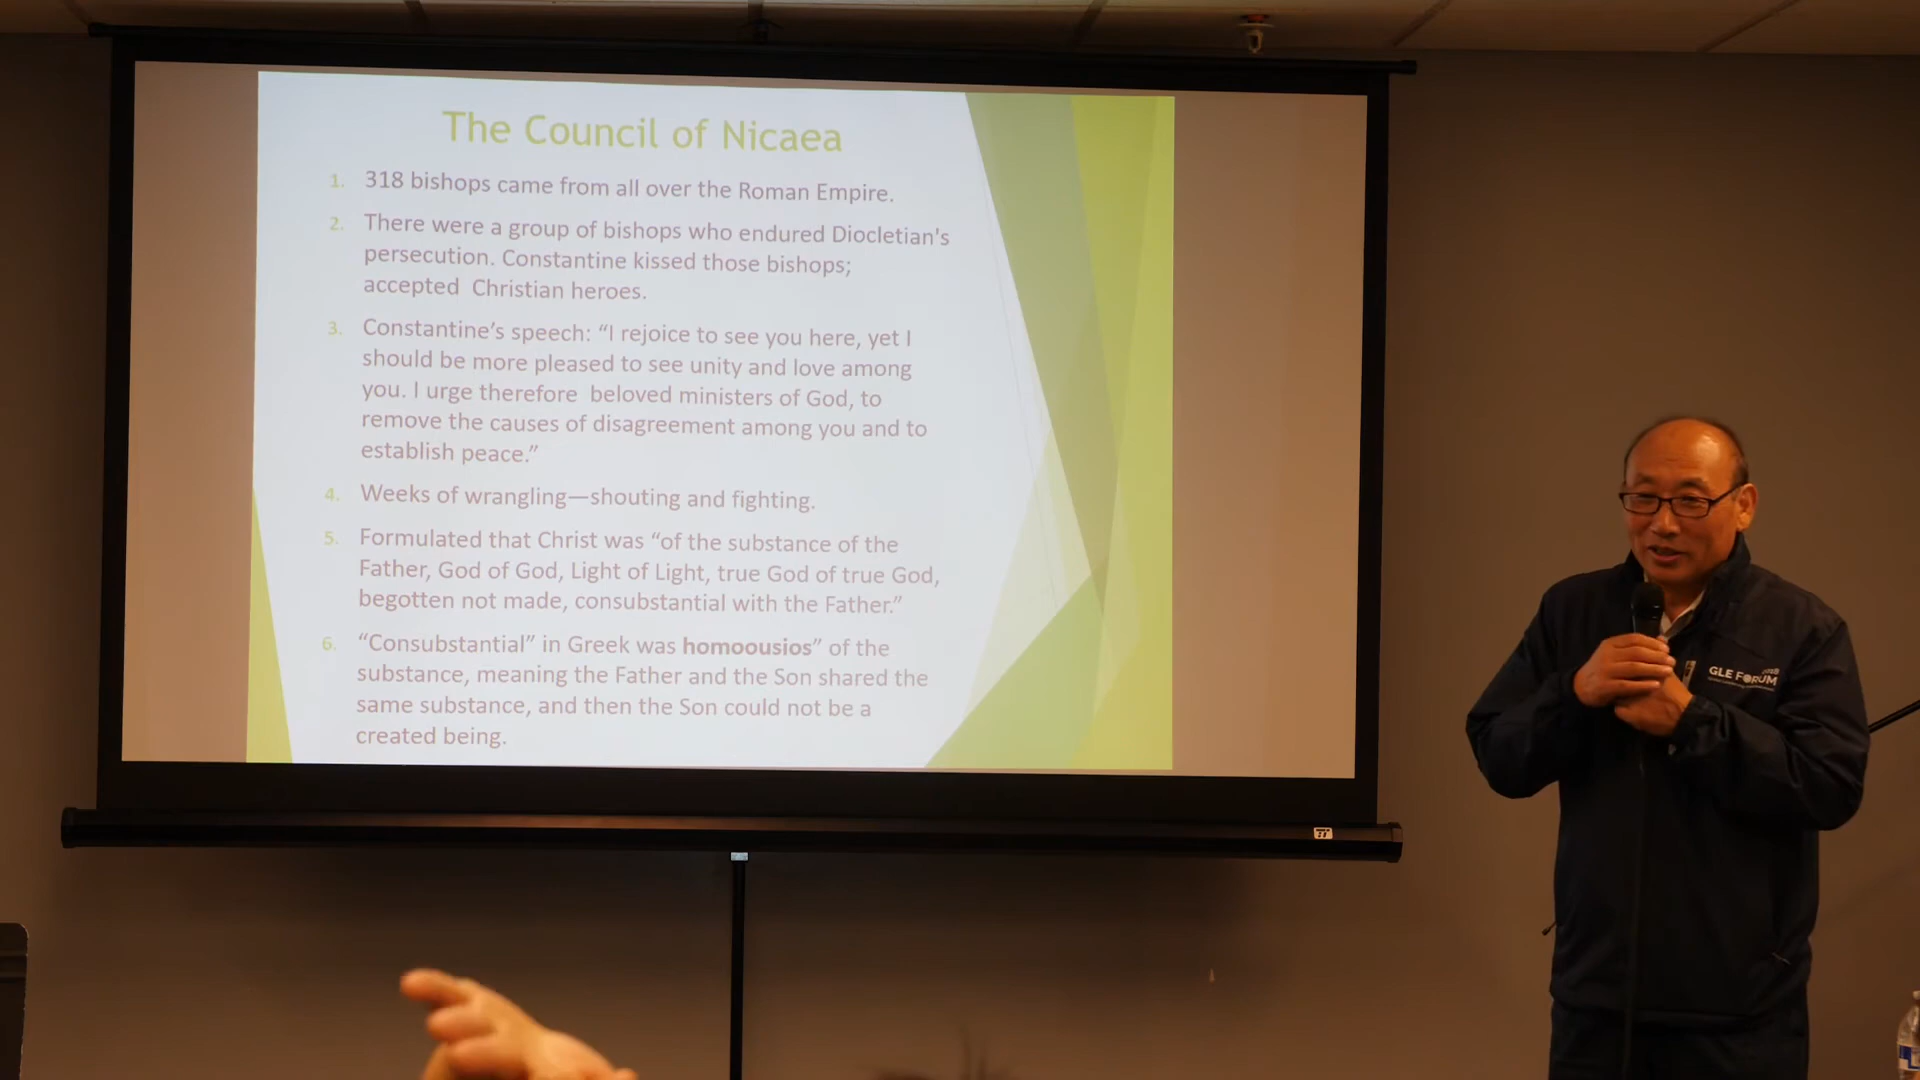 The Council of Nicaea
1. 318 bishops came from all over the Roman Empire.
2. There were a group of bishops who endured Diocletian's
persecution. Constantine kissed those bishops;
accepted Christian heroes.
3. Constantine's speech: “I rejoice to see you here, yet I
should be more pleased to see unity and love among
you. I urge therefore beloved ministers of God, to
remove the causes of disagreement among you and to
establish peace.”
4. Weeks of wrangling—shouting and fighting.
5. Formulated that Christ was “of the substance of the
Father, God of God, Light of Light, true God of true God,
begotten not made, consubstantial with the Father.”
6. “Consubstantial” in Greek was homoousios” of the
substance, meaning the Father and the Son shared the
same substance, and then the Son could not be a
created being.
GLE FORUM